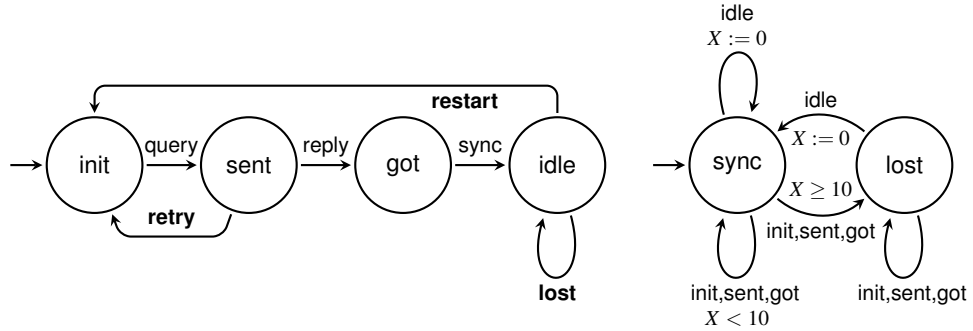 idle
X := 0
restart
idle
X := 0
init
query
sent
reply
got
sync
idle
sync
lost
X ≥ 10
retry
init,sent,got
lost
init,sent,got
X < 10
init,sent,got